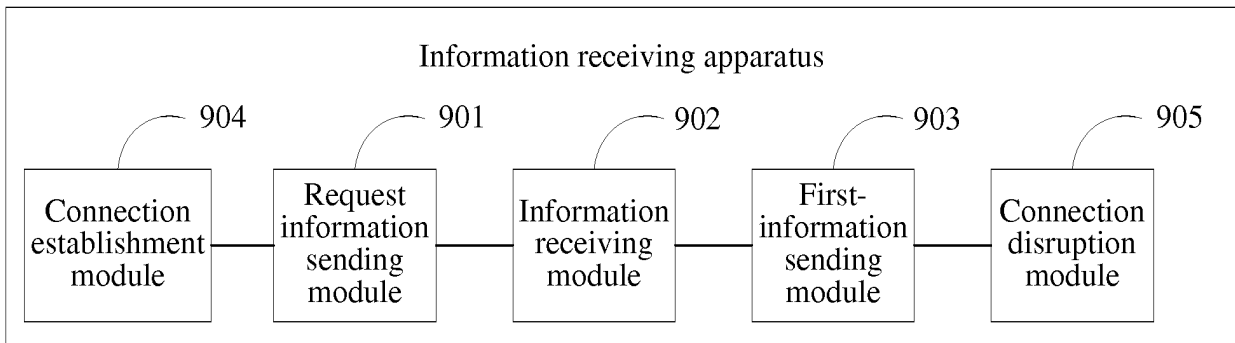 Information receiving apparatus
904
901
902
903
905
Connection
establishment
module
Request
information
sending
module
Information
receiving
module
First-
information
sending
module
Connection
disruption
module